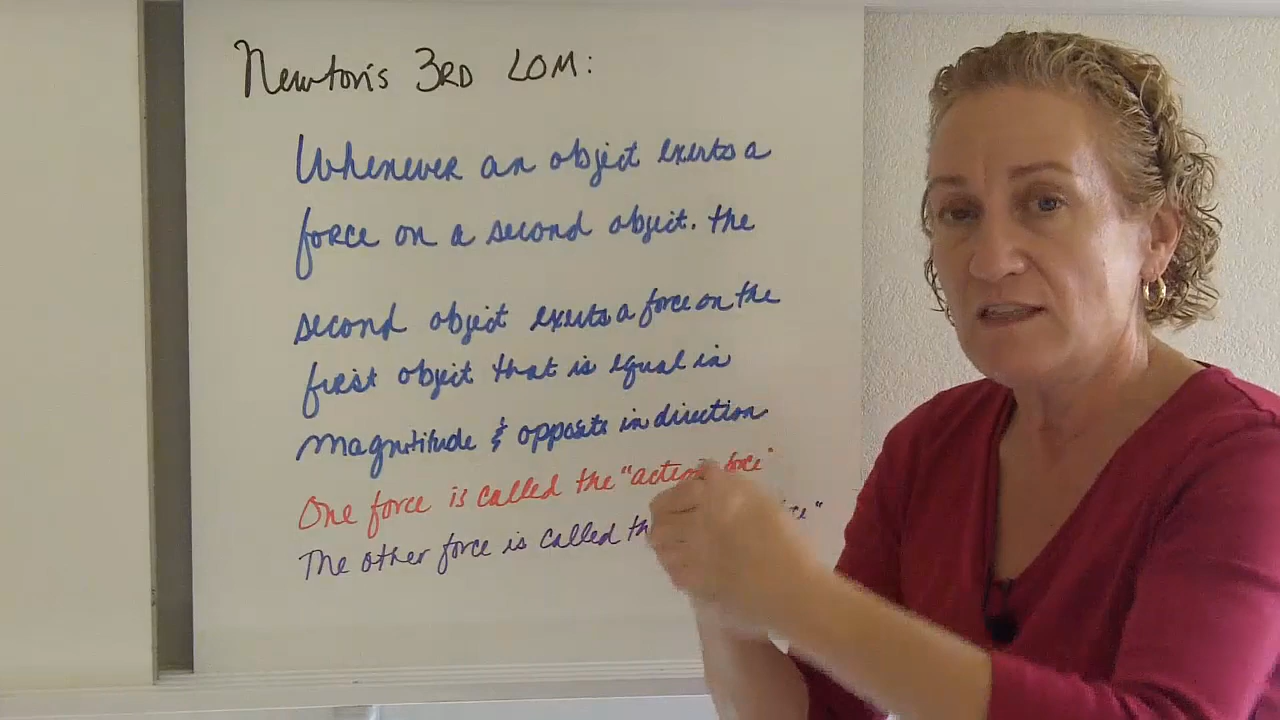 Newton's 3RD LOM:
Whenever an object exerts a
force on a second object. the
second object exerts a force on the
first object that is equal in
magnitude & opposite in direction
One force is called the "action force"
The other force is called the